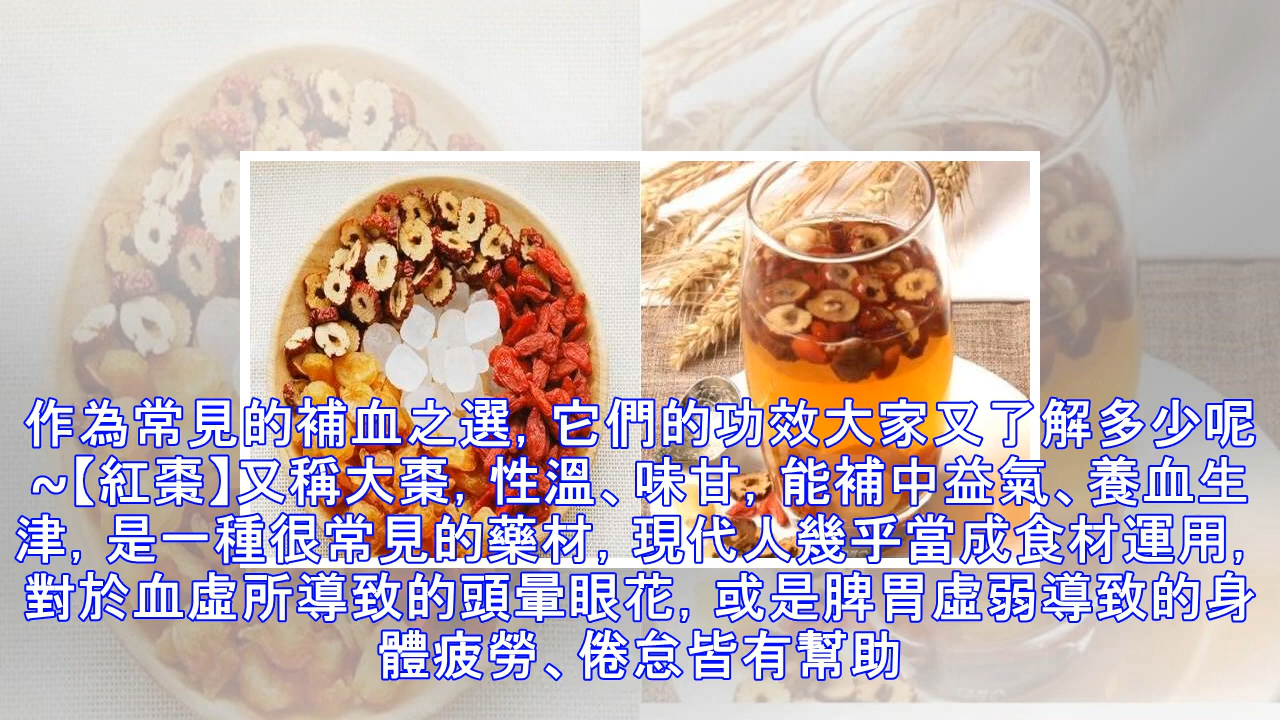 作為常見的補血之選, 它們的功效大家又了解多少呢
~【紅棗】又稱大棗, 性溫、味甘, 能補中益氣、養血生
津, 是一種很常見的藥材, 現代人幾乎當成食材運用,
對於血虛所導致的頭暈眼花, 或是脾胃虛弱導致的身
體疲勞、倦怠皆有幫助